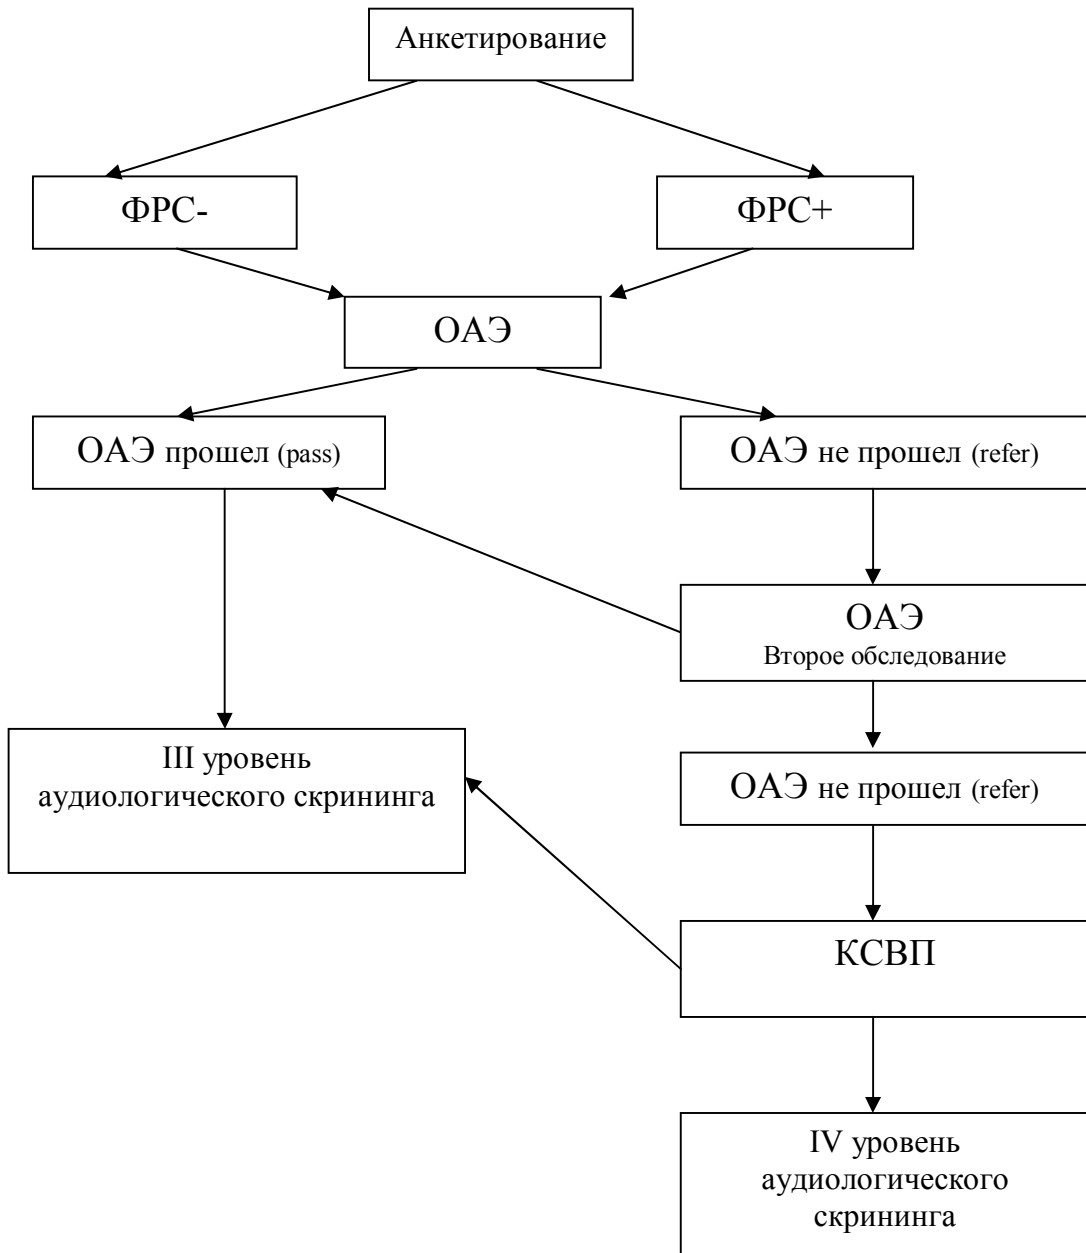 Анкетирование
ФРС-
ФРС+
ОАЭ
ОАЭ прошел (pass)
ОАЭ не прошел (refer)
ОАЭ
Второе обследование
III уровень
аудиологического скрининга
ОАЭ не прошел (refer)
КСВП
IV уровень
аудиологического
скрининга